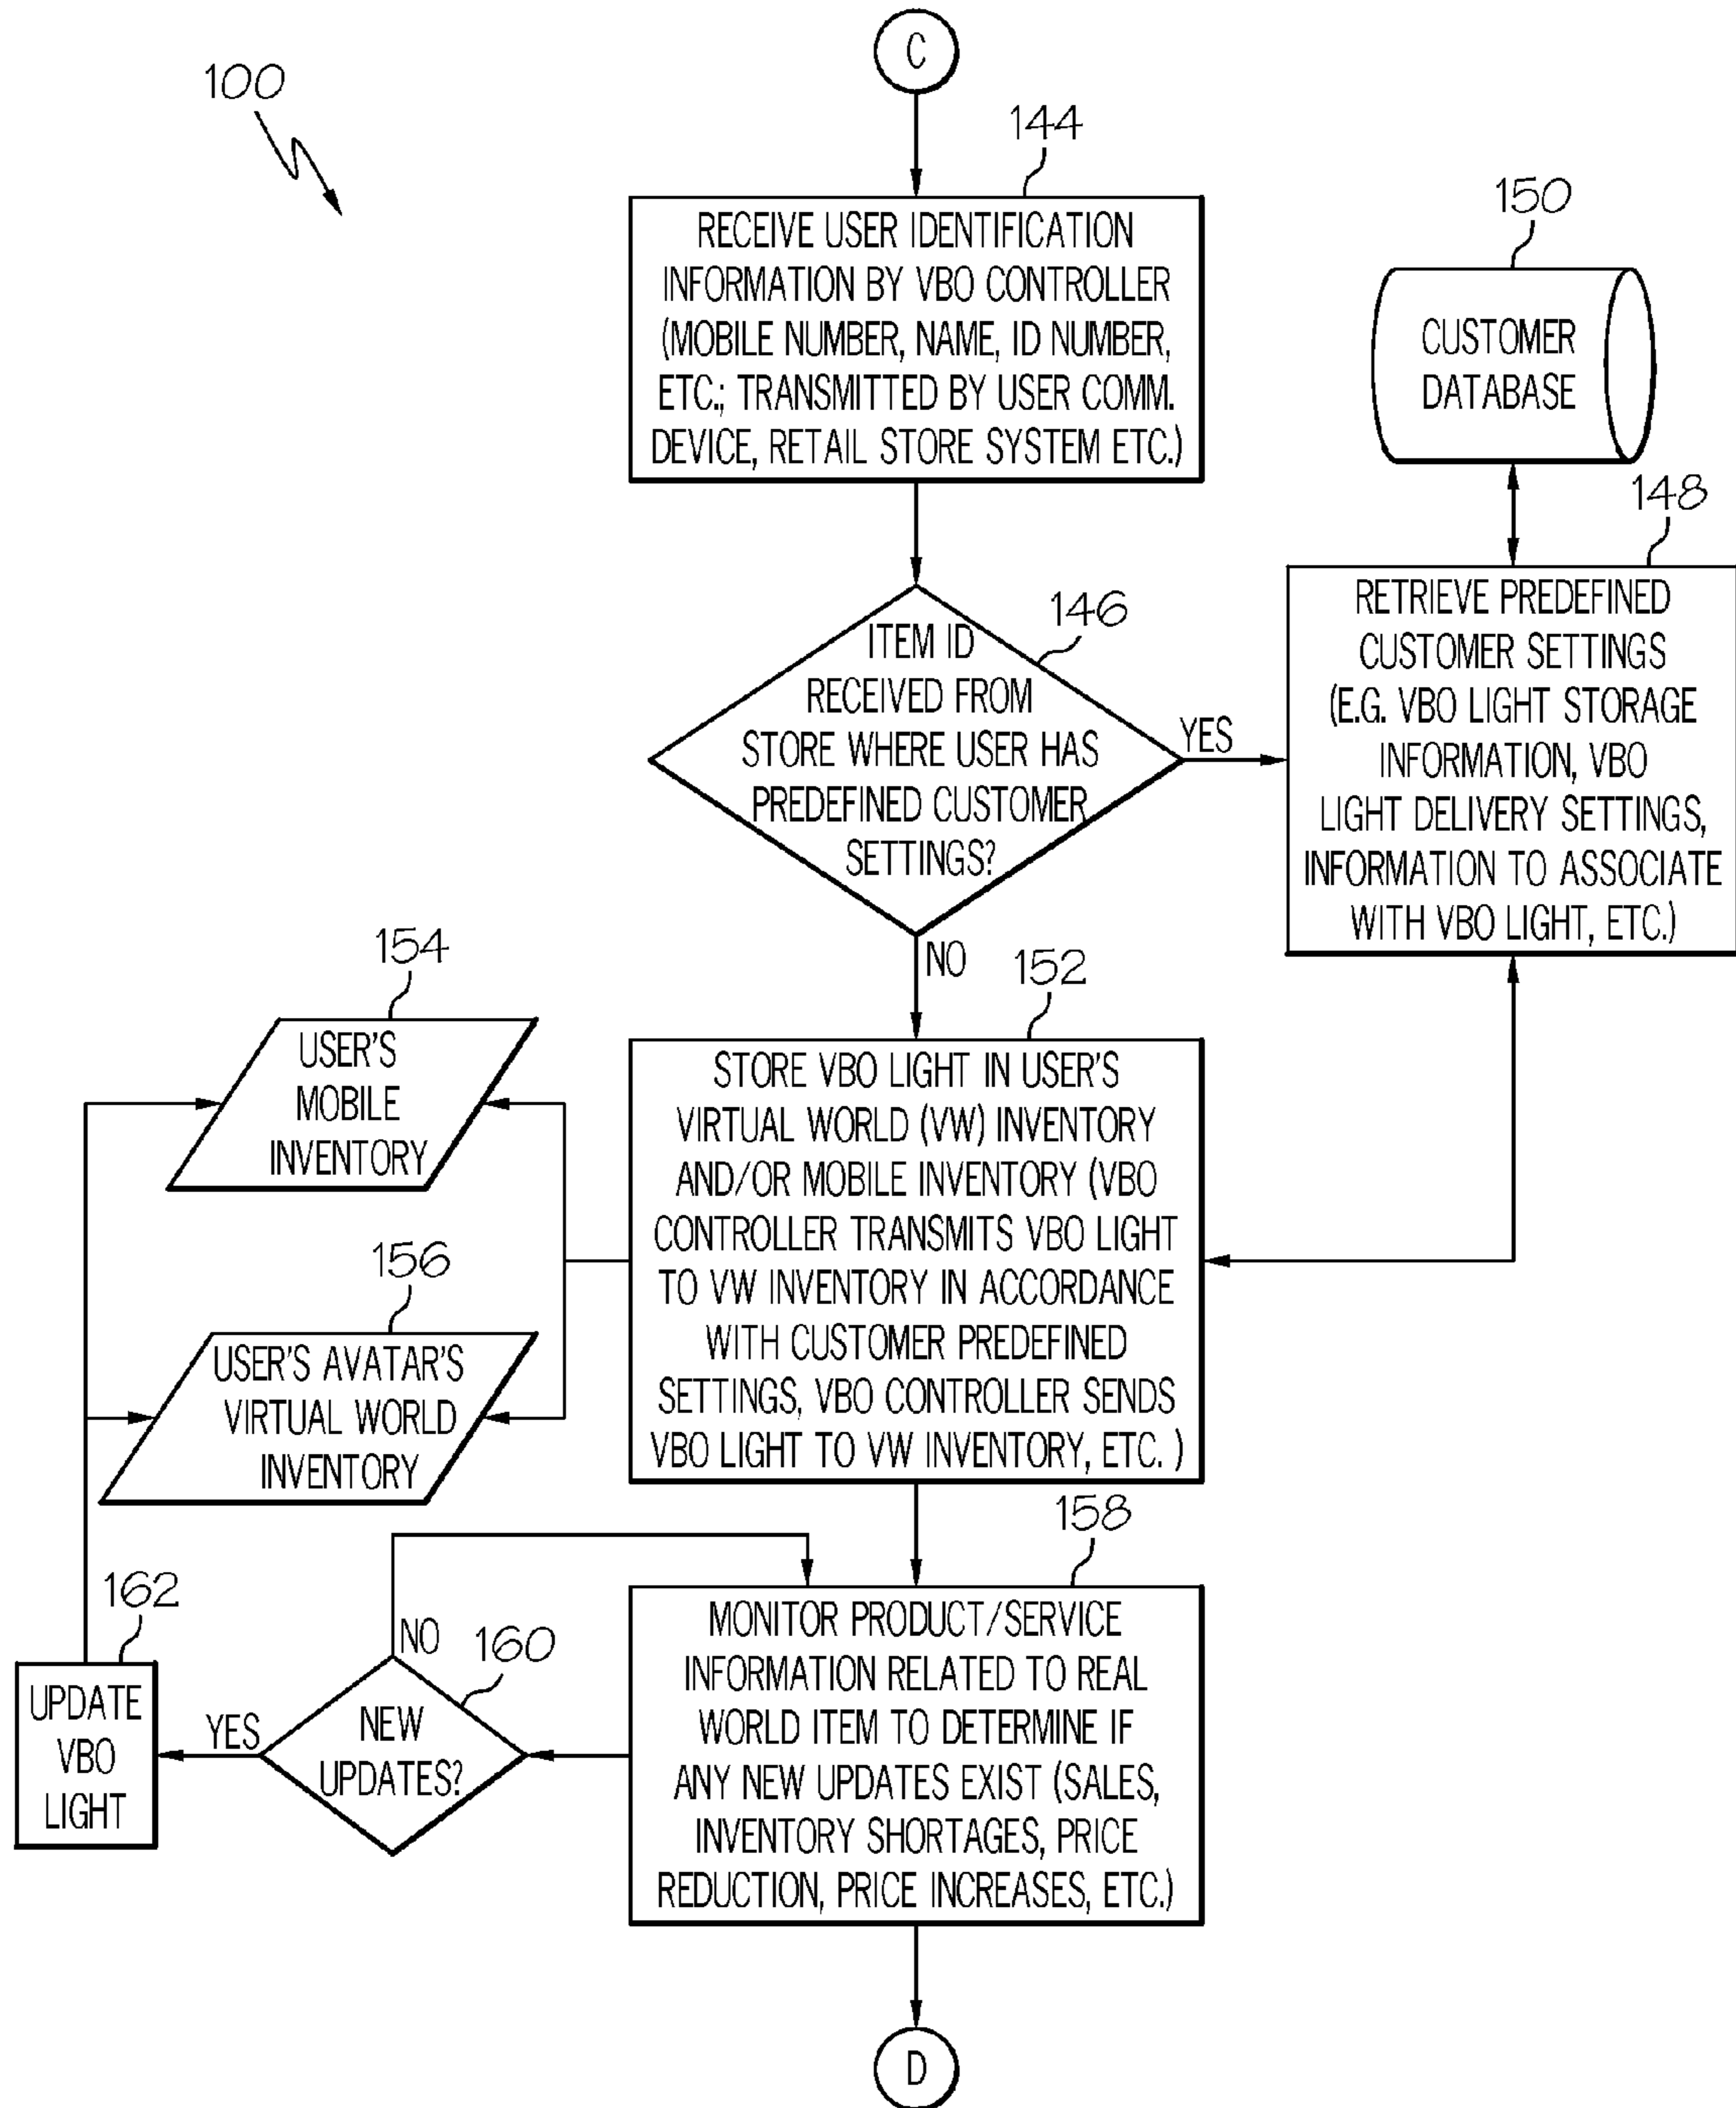 C
100
144
RECEIVE USER IDENTIFICATION
INFORMATION BY VBO CONTROLLER
(MOBILE NUMBER, NAME, ID NUMBER,
ETC.; TRANSMITTED BY USER COMM.
DEVICE, RETAIL STORE SYSTEM ETC.)
150
CUSTOMER
DATABASE
146
ITEM ID
RECEIVED FROM
STORE WHERE USER HAS
PREDEFINED CUSTOMER
SETTINGS?
YES
NO
148
RETRIEVE PREDEFINED
CUSTOMER SETTINGS
(E.G. VBO LIGHT STORAGE
INFORMATION, VBO
LIGHT DELIVERY SETTINGS,
INFORMATION TO ASSOCIATE
WITH VBO LIGHT, ETC.)
152
STORE VBO LIGHT IN USER'S
VIRTUAL WORLD (VW) INVENTORY
AND/OR MOBILE INVENTORY (VBO
CONTROLLER TRANSMITS VBO LIGHT
TO VW INVENTORY IN ACCORDANCE
WITH CUSTOMER PREDEFINED
SETTINGS, VBO CONTROLLER SENDS
VBO LIGHT TO VW INVENTORY, ETC. )
154
USER'S
MOBILE
INVENTORY
156
USER'S AVATAR'S
VIRTUAL WORLD
INVENTORY
158
MONITOR PRODUCT/SERVICE
INFORMATION RELATED TO REAL
WORLD ITEM TO DETERMINE IF
ANY NEW UPDATES EXIST (SALES,
INVENTORY SHORTAGES, PRICE
REDUCTION, PRICE INCREASES, ETC.)
160
NEW
UPDATES?
NO
YES
162
UPDATE
VBO
LIGHT
D